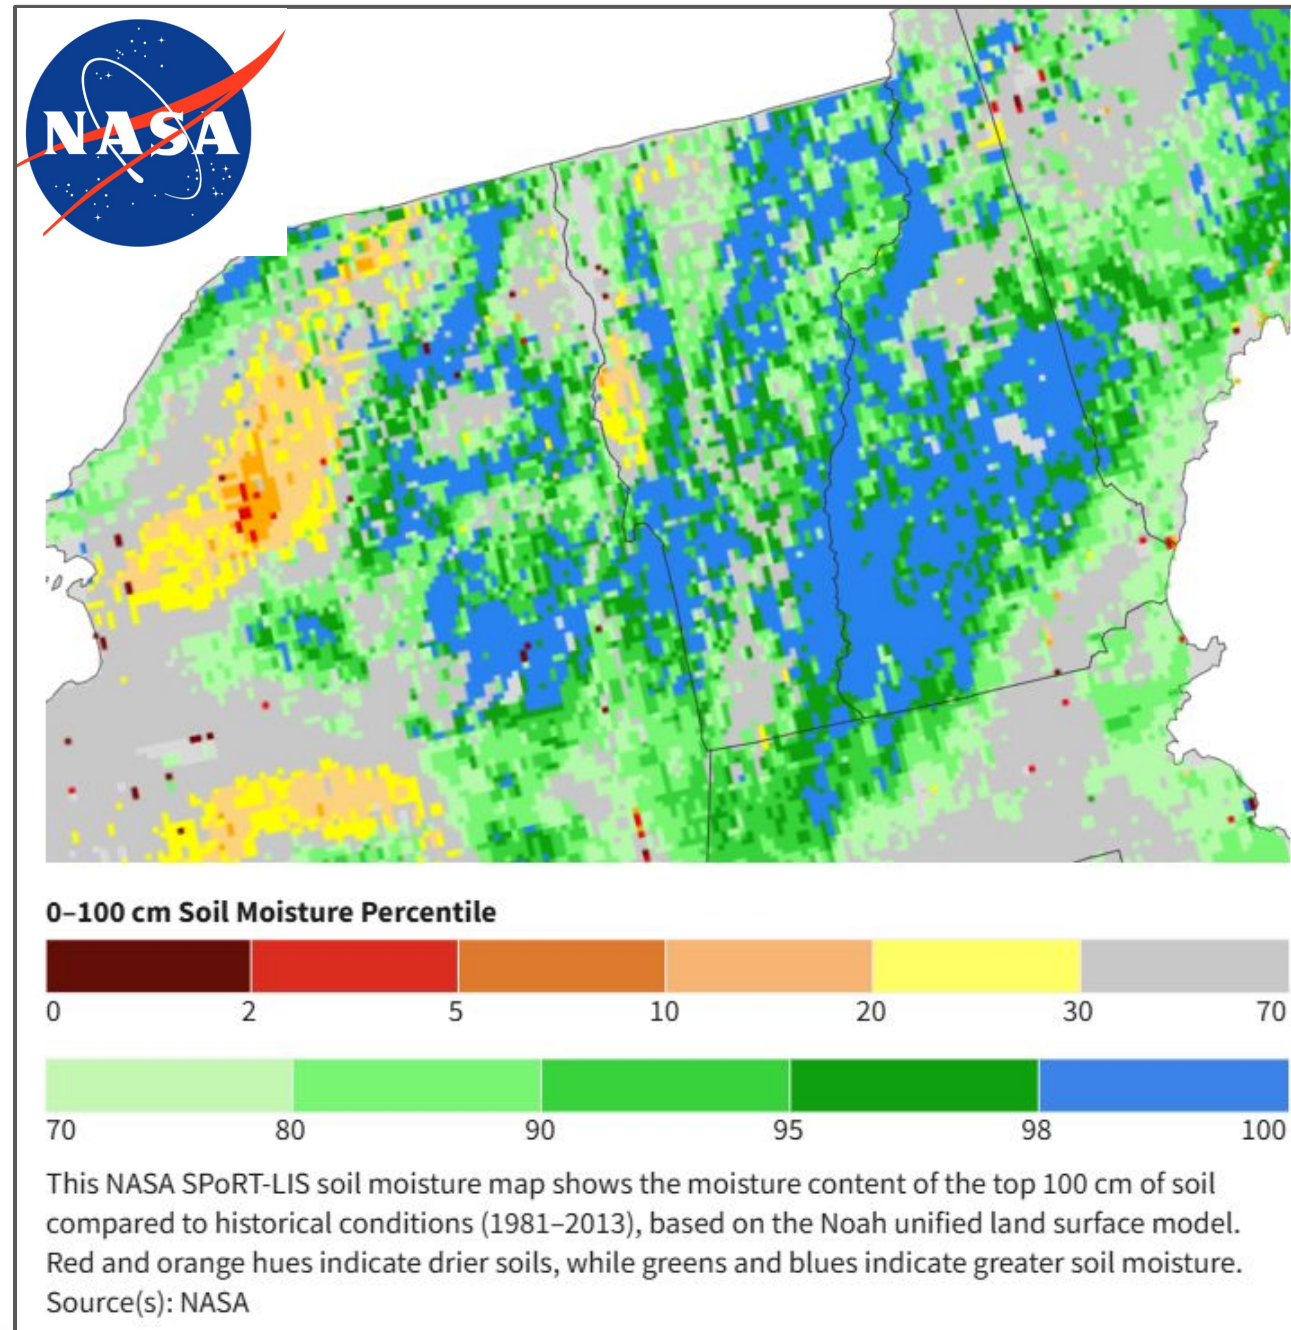 NASA
0–100 cm Soil Moisture Percentile
0 2 5 10 20 30 70
70 80 90 95 98 100
This NASA SPoRT-LIS soil moisture map shows the moisture content of the top 100 cm of soil
compared to historical conditions (1981–2013), based on the Noah unified land surface model.
Red and orange hues indicate drier soils, while greens and blues indicate greater soil moisture.
Source(s): NASA